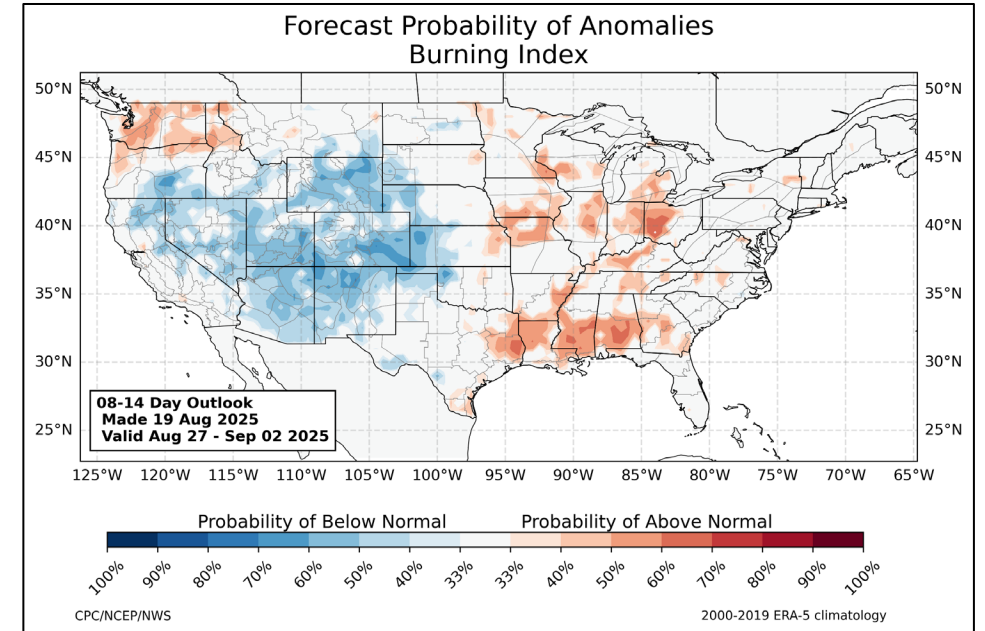 Forecast Probability of Anomalies
Burning Index
50°N 50°N
45°N 45°N
40°N 40°N
35°N 35°N
30°N 30°N
25°N 25°N
08-14 Day Outlook
Made 19 Aug 2025
Valid Aug 27 - Sep 02 2025
125°W 120°W 115°W 110°W 105°W 100°W 95°W 90°W 85°W 80°W 75°W 70°W 65°W
Probability of Below Normal Probability of Above Normal
100% 90% 80% 70% 60% 50% 40% 33% 33% 40% 50% 60% 70% 80% 90% 100%
CPC/NCEP/NWS 2000-2019 ERA-5 climatology